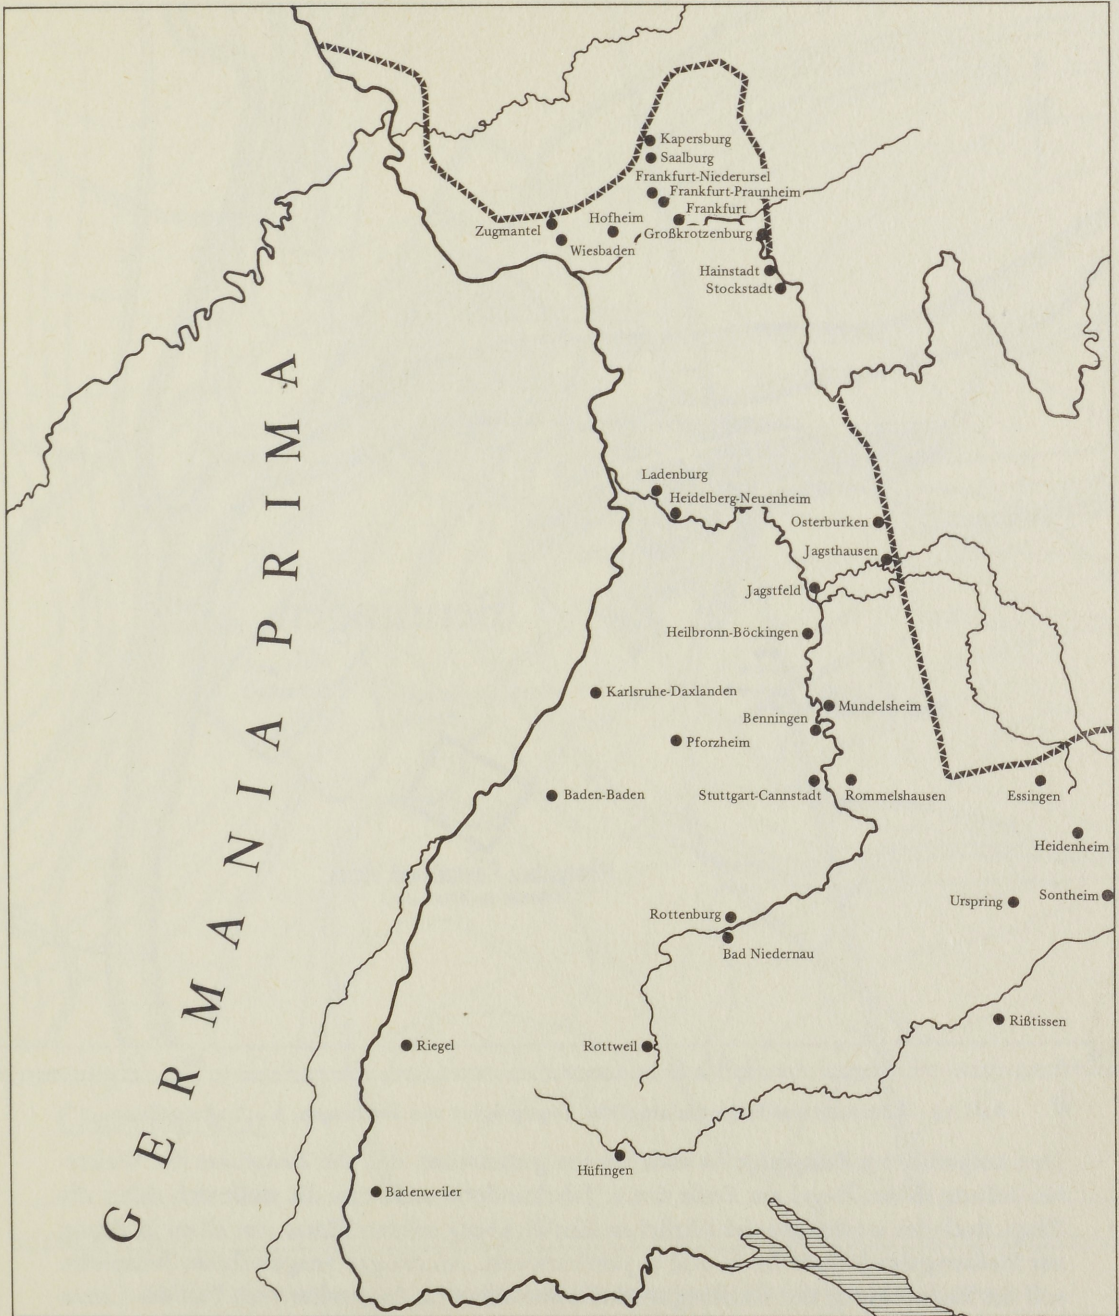 Kapersburg
Saalburg
Frankfurt-Niederursel
Frankfurt-Praunheim
Frankfurt
Hofheim
Zugmantel
Großkrotzenburg
Wiesbaden
Hainstadt
Stockstadt
GERMANIA PRIMA
Ladenburg
Heidelberg-Neuenheim
Osterburken
Jagsthausen
Jagstfeld
Heilbronn-Böckingen
Karlsruhe-Daxlanden
Mundelsheim
Benningen
Pforzheim
Baden-Baden
Stuttgart-Cannstadt
Rommelshausen
Essingen
Heidenheim
Sontheim
Urspring
Rottenburg
Bad Niedernau
Rißtissen
Riegel
Rottweil
Hüfingen
Badenweiler